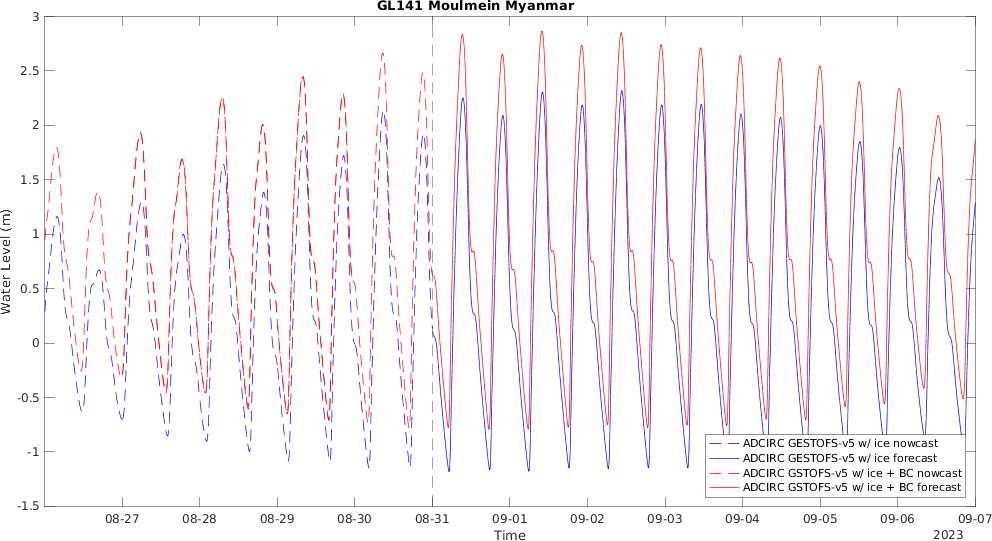 GL141 Moulmein Myanmar
3
2.5
2
1.5
1
0.5
0
-0.5
-1
-1.5
Water Level (m)
ADCIRC GESTOFS-v5 w/ ice nowcast
ADCIRC GESTOFS-v5 w/ ice forecast
ADCIRC GSTOFS-v5 w/ ice + BC nowcast
ADCIRC GSTOFS-v5 w/ ice + BC forecast
08-27 08-28 08-29 08-30 08-31 09-01 09-02 09-03 09-04 09-05 09-06 09-07
Time
2023